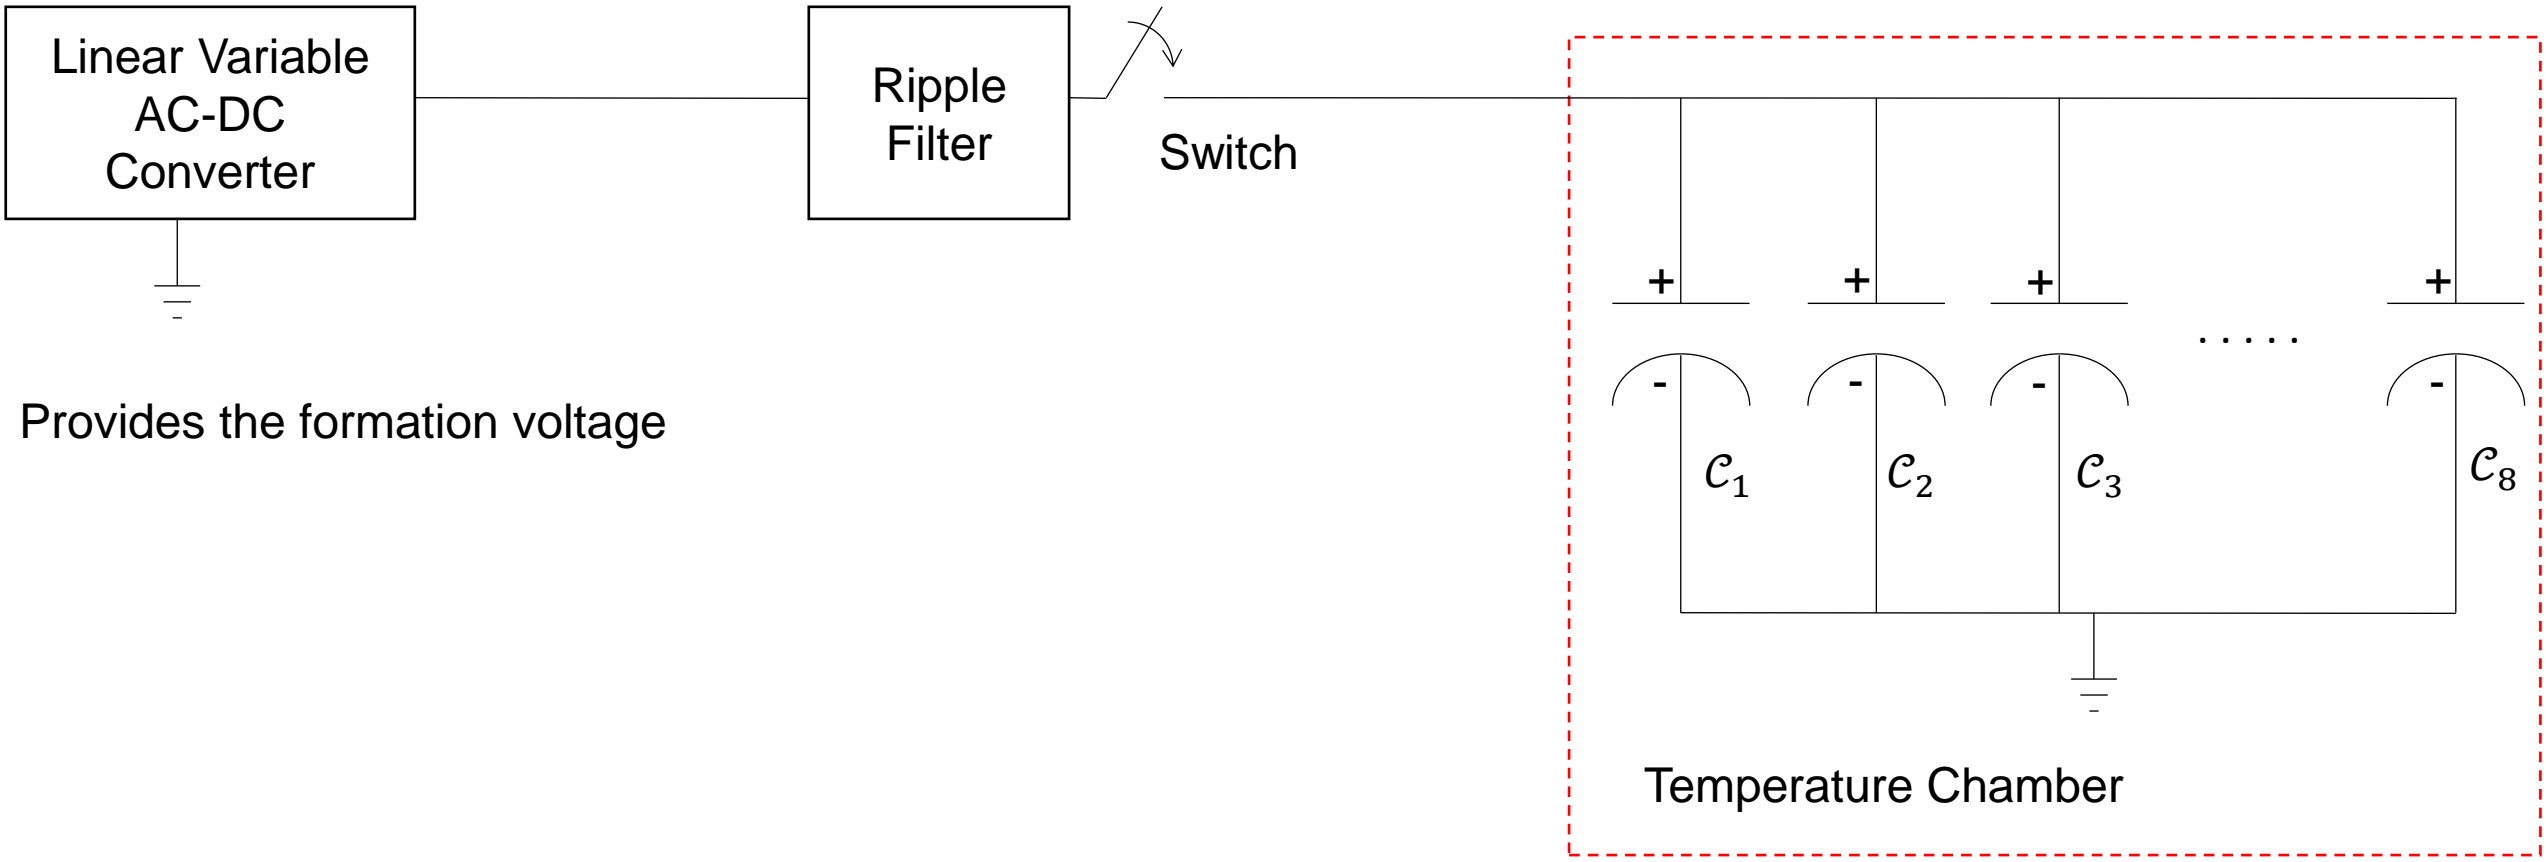 Linear Variable
AC-DC
Converter
Ripple
Filter
Switch
Provides the formation voltage
+ + + . . . . . +
- - - -
𝒞₁ 𝒞₂ 𝒞₃ 𝒞₈
Temperature Chamber